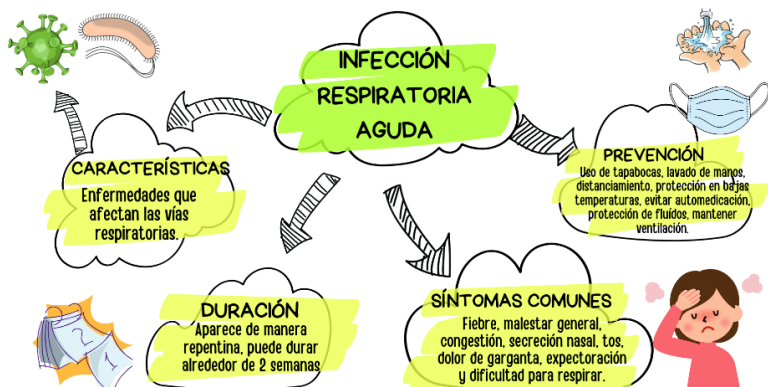 INFECCIÓN
RESPIRATORIA
AGUDA
CARACTERÍSTICAS
Enfermedades que
afectan las vías
respiratorias.
PREVENCIÓN
Uso de tapabocas, lavado de manos,
distanciamiento, protección en bajas
temperaturas, evitar automedicación,
protección de fluídos, mantener
ventilación.
DURACIÓN
Aparece de manera
repentina, puede durar
alrededor de 2 semanas
SÍNTOMAS COMUNES
Fiebre, malestar general,
congestión, secreción nasal, tos,
dolor de garganta, expectoración
y dificultad para respirar.
2
1